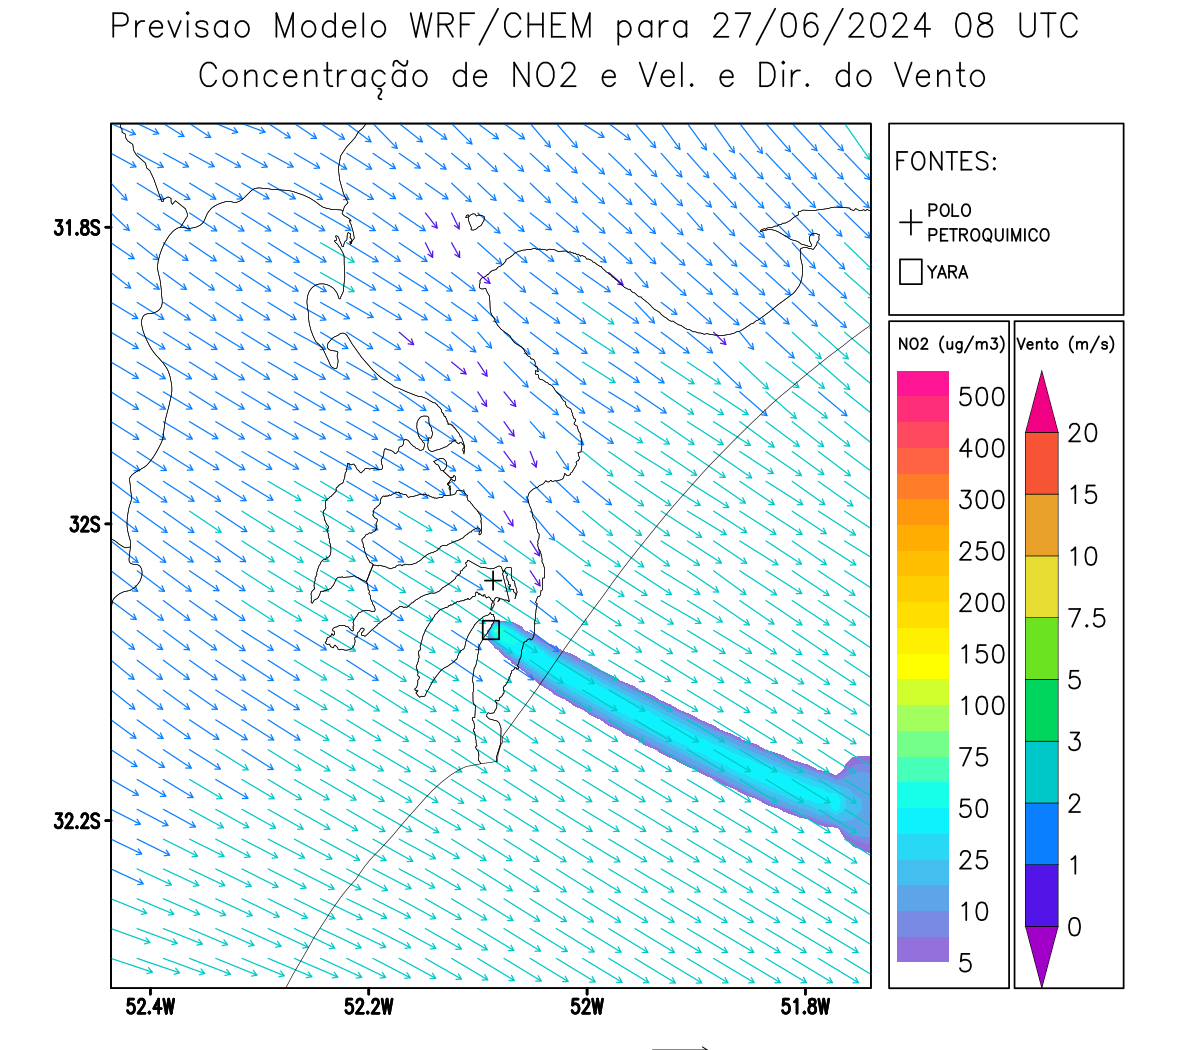 Previsao Modelo WRF/CHEM para 27/06/2024 08 UTC
Concentração de NO2 e Vel. e Dir. do Vento
FONTES:
POLO
PETROQUIMICO
YARA
NO2 (ug/m3)
500
400
300
250
200
150
100
75
50
25
10
5
Vento (m/s)
20
15
10
7.5
5
3
2
1
0
31.8S
32S
32.2S
52.4W
52.2W
52W
51.8W